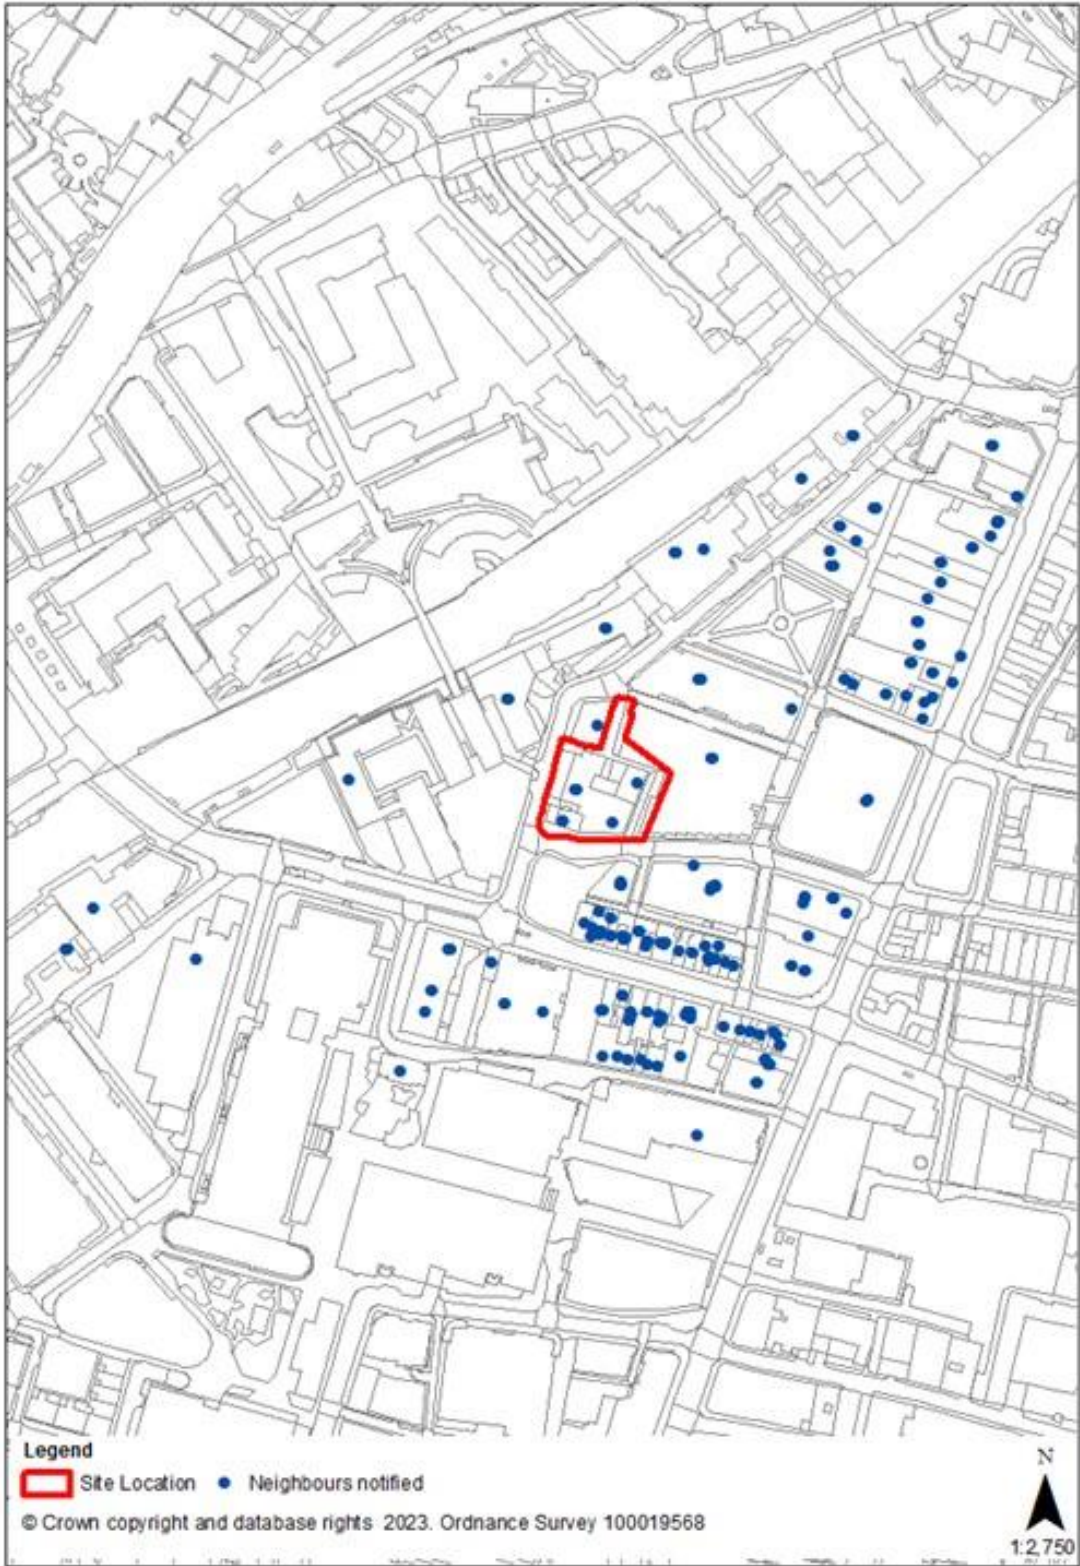 Legend
Site Location
Neighbours notified
© Crown copyright and database rights 2023. Ordnance Survey 100019568
N
1:2,750